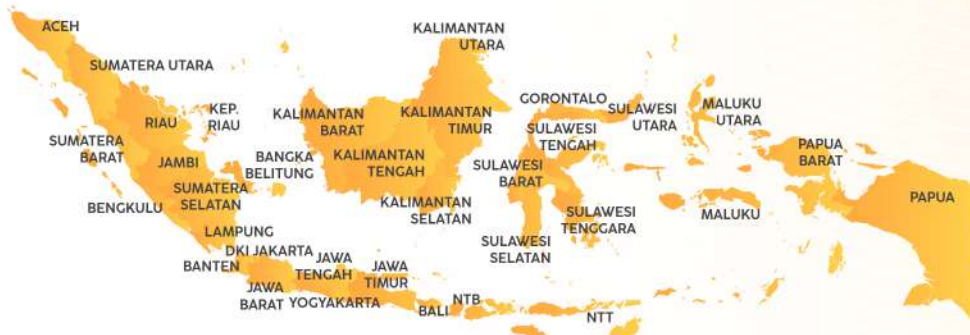 ACEH
SUMATERA UTARA
RIAU
KEP.
RIAU
SUMATERA
BARAT
JAMBI
BENGKULU
SUMATERA
SELATAN
BANGKA
BELITUNG
LAMPUNG
DKI JAKARTA
BANTEN
JAWA
BARAT
JAWA
TENGAH
YOGYAKARTA
JAWA
TIMUR
BALI
NTB
NTT
KALIMANTAN
UTARA
KALIMANTAN
BARAT
KALIMANTAN
TIMUR
KALIMANTAN
TENGAH
KALIMANTAN
SELATAN
GORONTALO
SULAWESI
UTARA
SULAWESI
TENGAH
SULAWESI
BARAT
SULAWESI
TENGGARA
SULAWESI
SELATAN
MALUKU
UTARA
MALUKU
PAPUA
BARAT
PAPUA